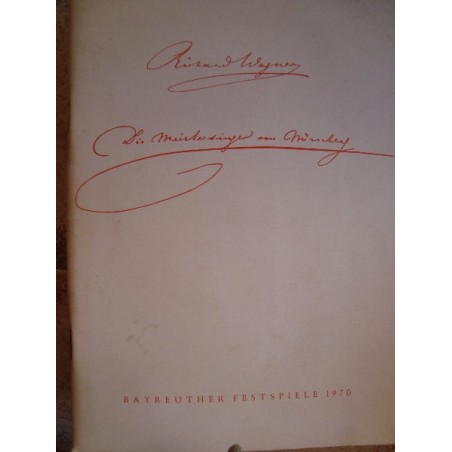 Richard Wagner
Die Meistersinger von Nürnberg
BAYREUTHER FESTSPIELE 1970